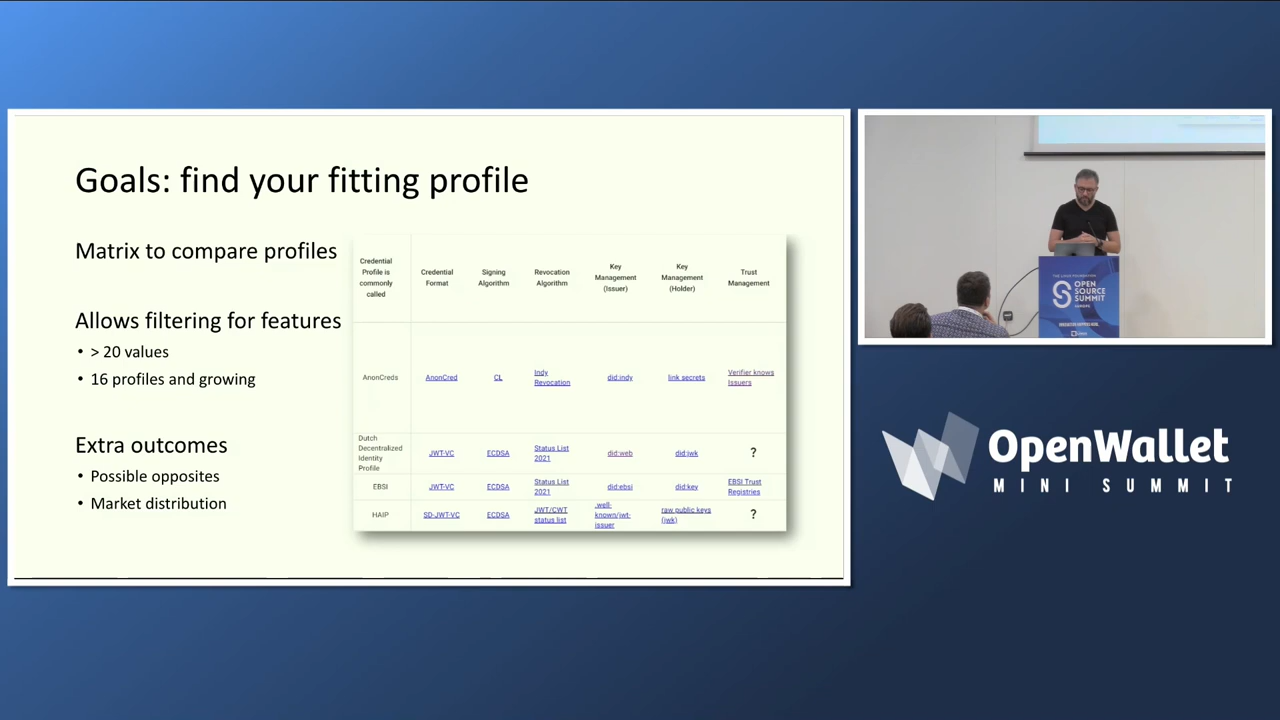 Goals: find your fitting profile
Matrix to compare profiles
Allows filtering for features
• > 20 values
• 16 profiles and growing
Extra outcomes
• Possible opposites
• Market distribution
Credential
Profile is
commonly
called
Credential
Format
Signing
Algorithm
Revocation
Algorithm
Key
Management
(Issuer)
Key
Management
(Holder)
Trust
Management
AnonCreds
AnonCred
CL
Indy
Revocation
did:indy
link secrets
Verifier knows
Issuers
Dutch
Decentralized
Identity
Profile
JWT-VC
ECDSA
Status List
2021
did:web
did:jwk
?
EBSI
JWT-VC
ECDSA
Status List
2021
did:ebsi
did:key
EBSI Trust
Registries
HAIP
SD-JWT-VC
ECDSA
JWT/CWT
status list
.well-
known/jwt-
issuer
raw public keys
(jwk)
?
THE LINUX FOUNDATION
OPEN
SOURCE
SUMMIT
EUROPE
OpenWallet
MINI SUMMIT